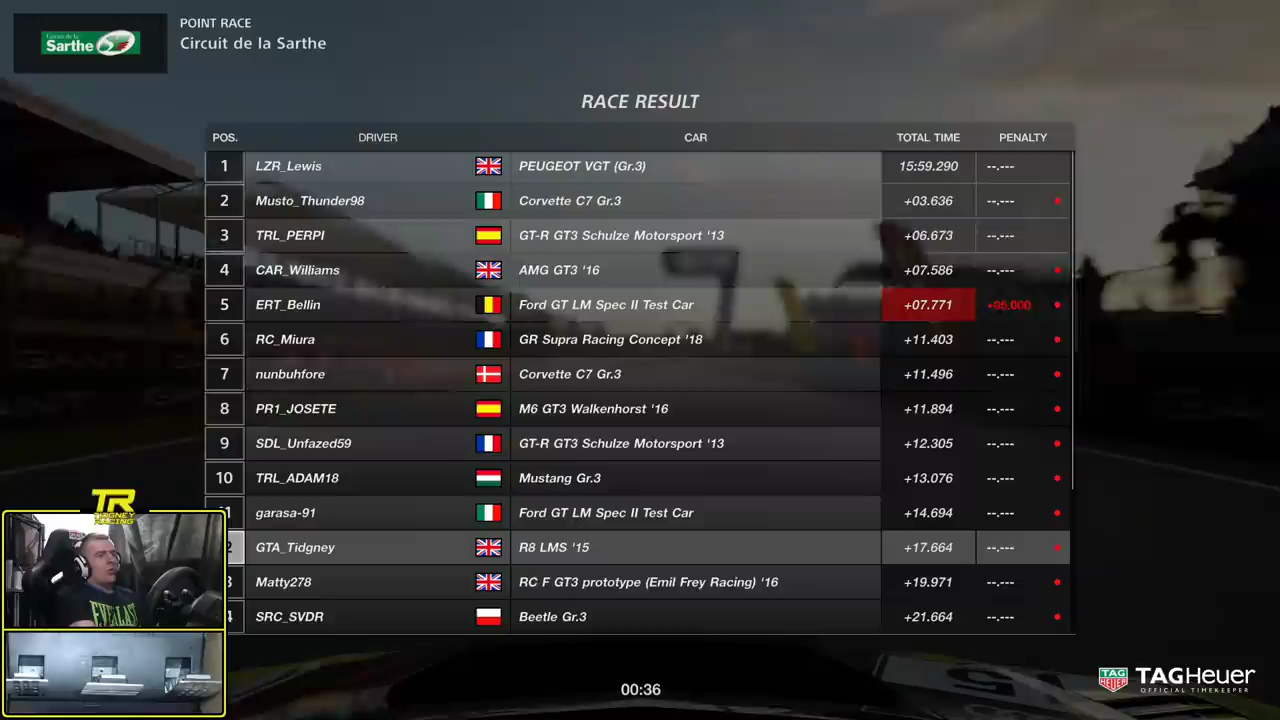 POINT RACE
Circuit de la Sarthe
Sarthe
RACE RESULT
POS. DRIVER CAR TOTAL TIME PENALTY
1 LZR_Lewis PEUGEOT VGT (Gr.3) 15:59.290 --.---
2 Musto_Thunder98 Corvette C7 Gr.3 +03.636 --.---
3 TRL_PERPI GT-R GT3 Schulze Motorsport '13 +06.673 --.---
4 CAR_Williams AMG GT3 '16 +07.586 --.---
5 ERT_Bellin Ford GT LM Spec II Test Car +07.771 +05.000
6 RC_Miura GR Supra Racing Concept '18 +11.403 --.---
7 nunbuhfore Corvette C7 Gr.3 +11.496 --.---
8 PR1_JOSETE M6 GT3 Walkenhorst '16 +11.894 --.---
9 SDL_Unfazed59 GT-R GT3 Schulze Motorsport '13 +12.305 --.---
10 TRL_ADAM18 Mustang Gr.3 +13.076 --.---
garasa-91 Ford GT LM Spec II Test Car +14.694 --.---
GTA_Tidgney R8 LMS '15 +17.664 --.---
Matty278 RC F GT3 prototype (Emil Frey Racing) '16 +19.971 --.---
SRC_SVDR Beetle Gr.3 +21.664 --.---
TR
TIDGNEY
RACING
EVERLAST
00:36
TAG
HEUER
TAGHeuer
OFFICIAL TIMEKEEPER